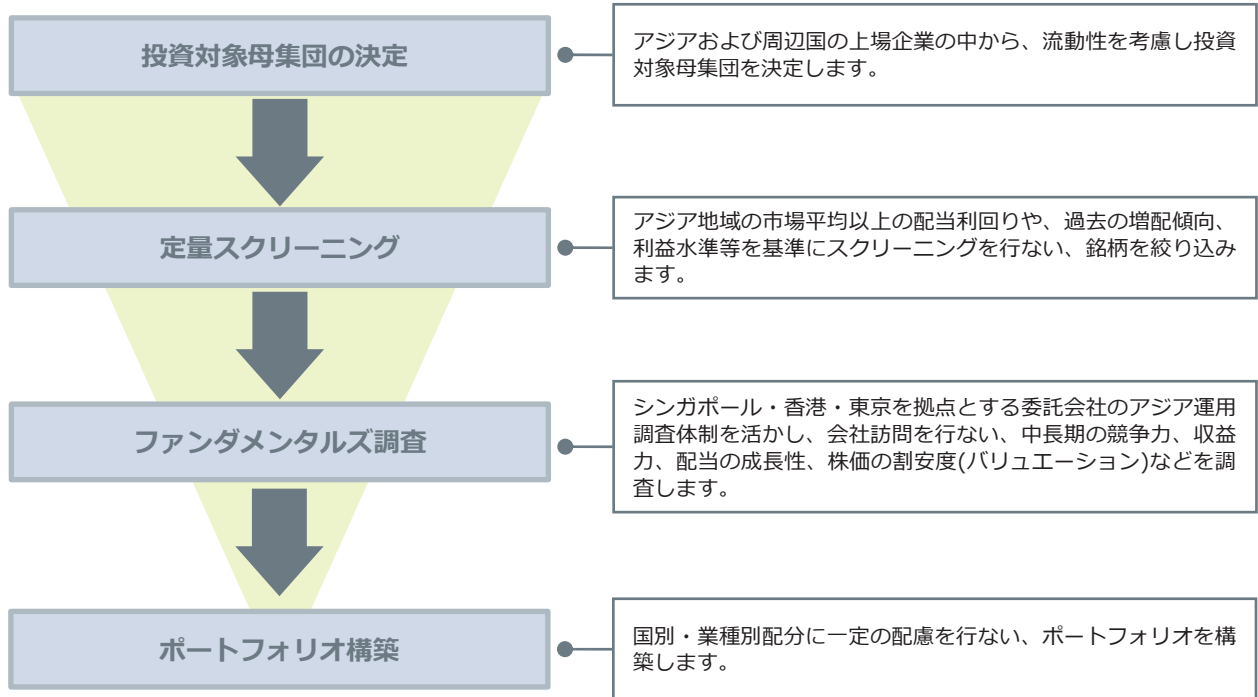 投資対象母集団の決定
アジアおよび周辺国の上場企業の中から、流動性を考慮し投資
対象母集団を決定します。
定量スクリーニング
アジア地域の市場平均以上の配当利回りや、過去の増配傾向、
利益水準等を基準にスクリーニングを行ない、銘柄を絞り込み
ます。
ファンダメンタルズ調査
シンガポール・香港・東京を拠点とする委託会社のアジア運用
調査体制を活かし、会社訪問を行ない、中長期の競争力、収益
力、配当の成長性、株価の割安度(バリュエーション)などを調
査します。
ポートフォリオ構築
国別・業種別配分に一定の配慮を行ない、ポートフォリオを構
築します。